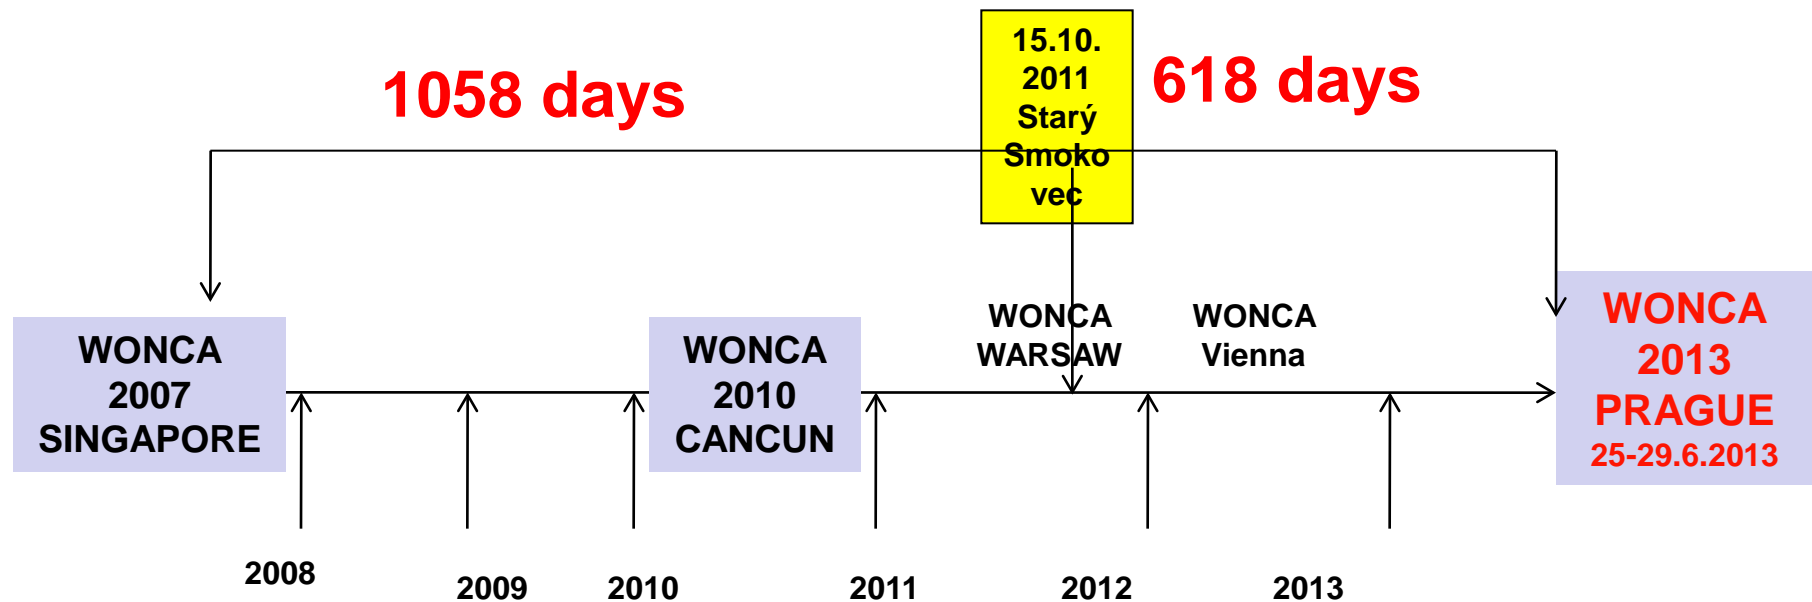 1058 days
15.10.
2011
Starý
Smoko
vec
618 days
WONCA
2007
SINGAPORE
WONCA
2010
CANCUN
WONCA
WARSAW
WONCA
Vienna
WONCA
2013
PRAGUE
25-29.6.2013
2008
2009
2010
2011
2012
2013